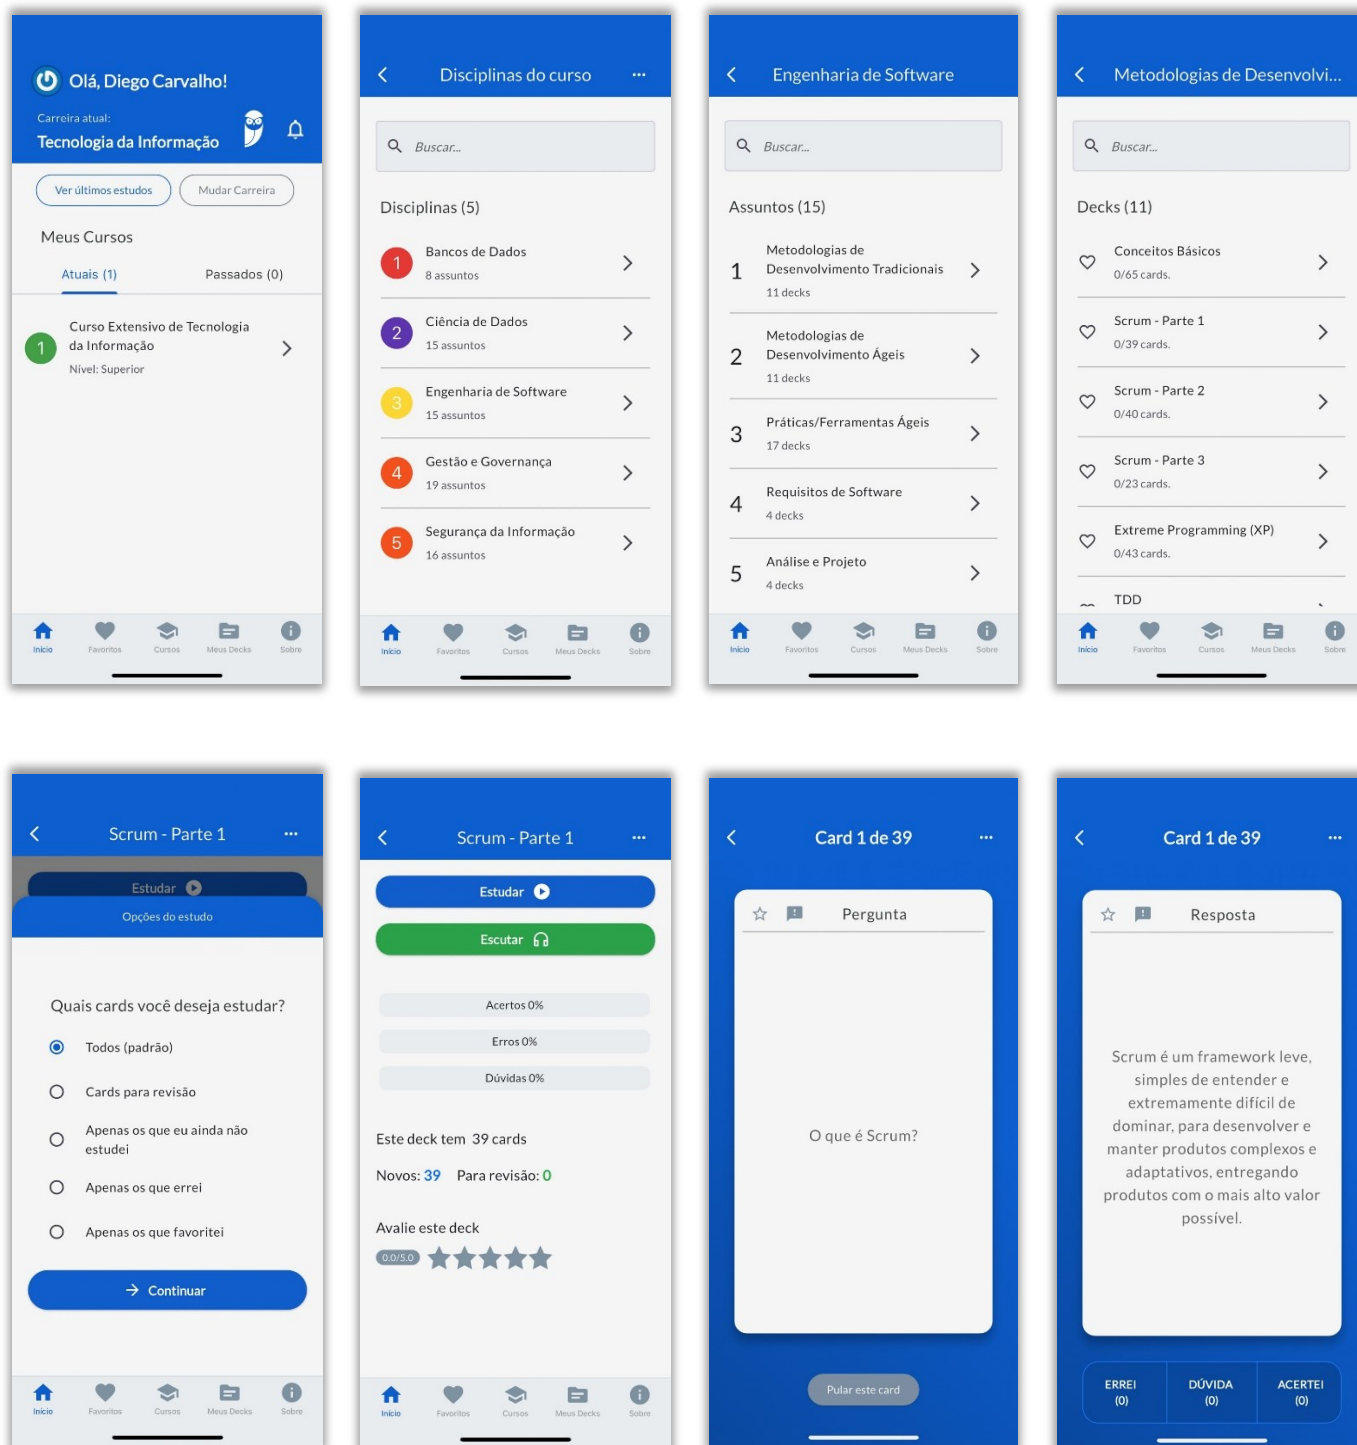 Olá, Diego Carvalho!
Carreira atual:
Tecnologia da Informação
Ver últimos estudos
Mudar Carreira
Meus Cursos
Atuais (1)
Passados (0)
1
Curso Extensivo de Tecnologia
da Informação
Nível: Superior
Início
Favoritos
Cursos
Meus Decks
Sobre
Disciplinas do curso
Buscar...
Disciplinas (5)
1
Bancos de Dados
8 assuntos
2
Ciência de Dados
15 assuntos
3
Engenharia de Software
15 assuntos
4
Gestão e Governança
19 assuntos
5
Segurança da Informação
16 assuntos
Início
Favoritos
Cursos
Meus Decks
Sobre
Engenharia de Software
Buscar...
Assuntos (15)
1
Metodologias de
Desenvolvimento Tradicionais
11 decks
2
Metodologias de
Desenvolvimento Ágeis
11 decks
3
Práticas/Ferramentas Ágeis
17 decks
4
Requisitos de Software
4 decks
5
Análise e Projeto
4 decks
Início
Favoritos
Cursos
Meus Decks
Sobre
Metodologias de Desenvolvi...
Buscar...
Decks (11)
Conceitos Básicos
0/65 cards.
Scrum - Parte 1
0/39 cards.
Scrum - Parte 2
0/40 cards.
Scrum - Parte 3
0/23 cards.
Extreme Programming (XP)
0/43 cards.
TDD
Início
Favoritos
Cursos
Meus Decks
Sobre
Scrum - Parte 1
Estudar
Opções do estudo
Quais cards você deseja estudar?
Todos (padrão)
Cards para revisão
Apenas os que eu ainda não
estudei
Apenas os que errei
Apenas os que favoritei
Continuar
Início
Favoritos
Cursos
Meus Decks
Sobre
Scrum - Parte 1
Estudar
Escutar
Acertos 0%
Erros 0%
Dúvidas 0%
Este deck tem 39 cards
Novos: 39 Para revisão: 0
Avalie este deck
0.0/5.0
Início
Favoritos
Cursos
Meus Decks
Sobre
Card 1 de 39
Pergunta
O que é Scrum?
Pular este card
Card 1 de 39
Resposta
Scrum é um framework leve,
simples de entender e
extremamente difícil de
dominar, para desenvolver e
manter produtos complexos e
adaptativos, entregando
produtos com o mais alto valor
possível.
ERREI
(0)
DÚVIDA
(0)
ACERTEI
(0)